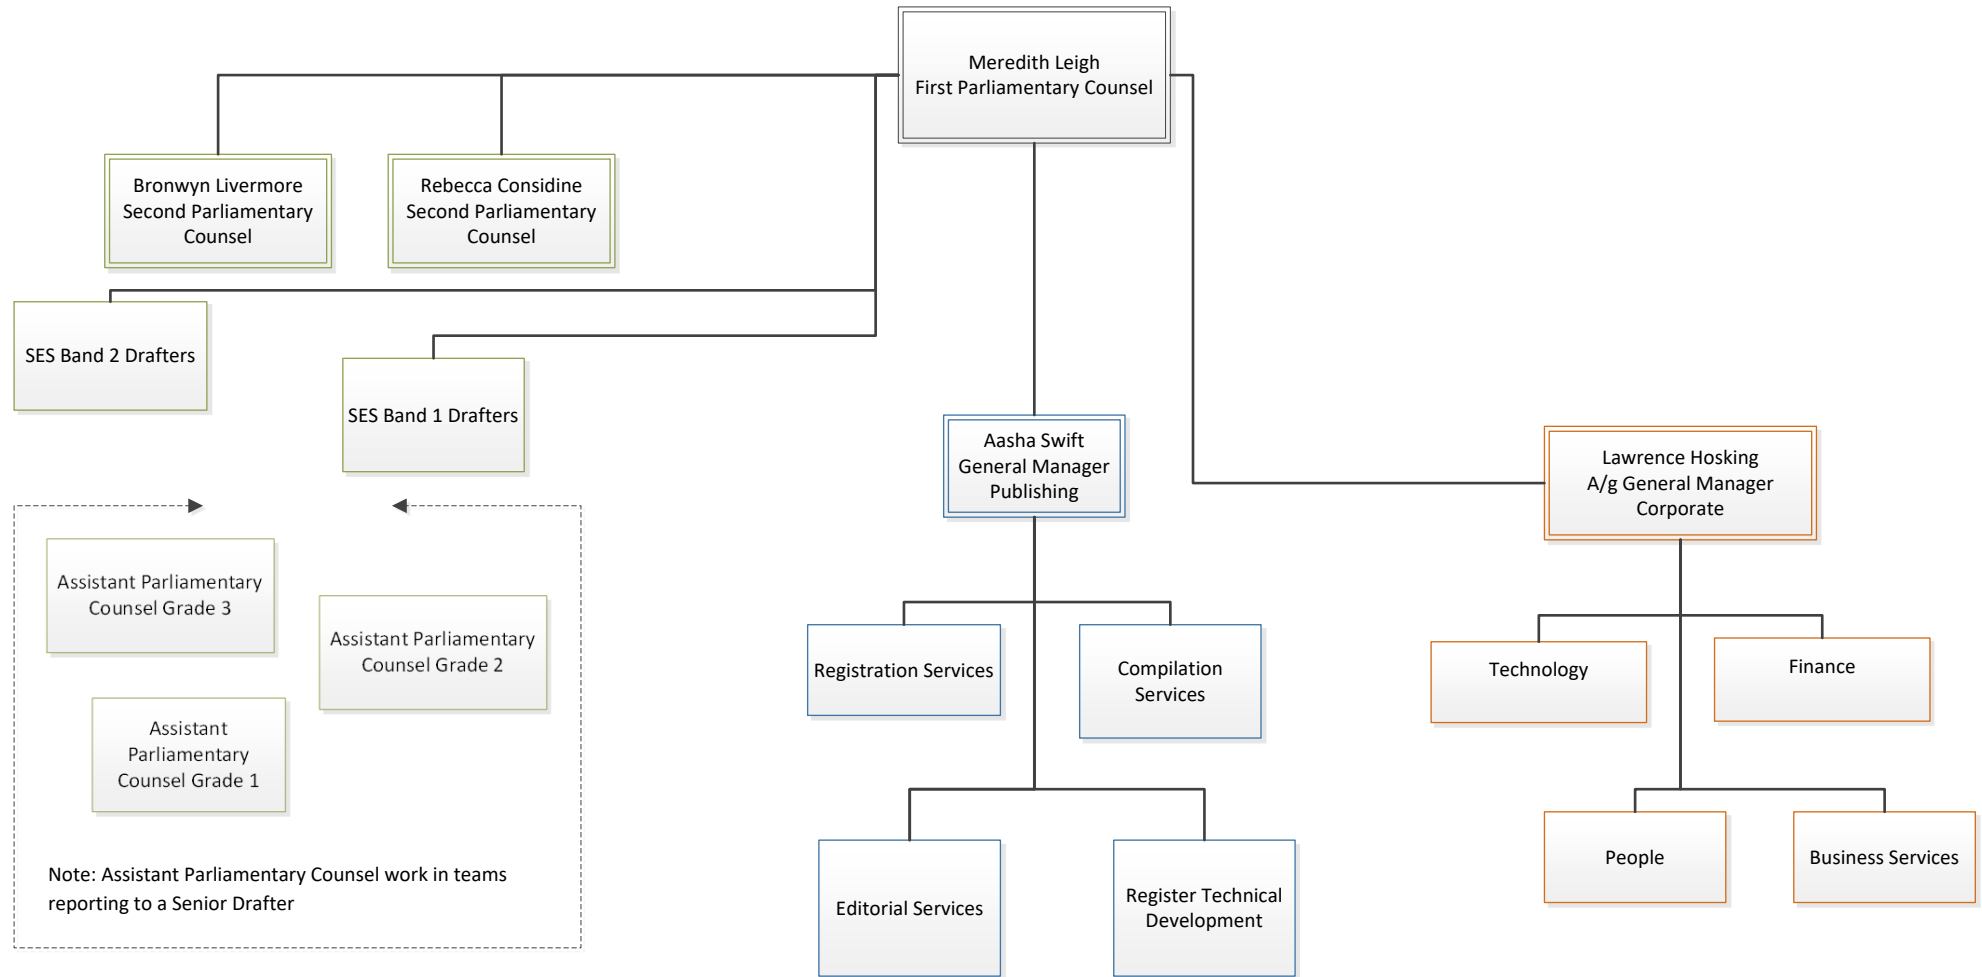 Meredith Leigh
First Parliamentary Counsel
Bronwyn Livermore
Second Parliamentary
Counsel
Rebecca Considine
Second Parliamentary
Counsel
SES Band 2 Drafters
SES Band 1 Drafters
Aasha Swift
General Manager
Publishing
Lawrence Hosking
A/g General Manager
Corporate
Assistant Parliamentary
Counsel Grade 3
Assistant Parliamentary
Counsel Grade 2
Assistant
Parliamentary
Counsel Grade 1
Note: Assistant Parliamentary Counsel work in teams
reporting to a Senior Drafter
Registration Services
Compilation
Services
Editorial Services
Register Technical
Development
Technology
Finance
People
Business Services